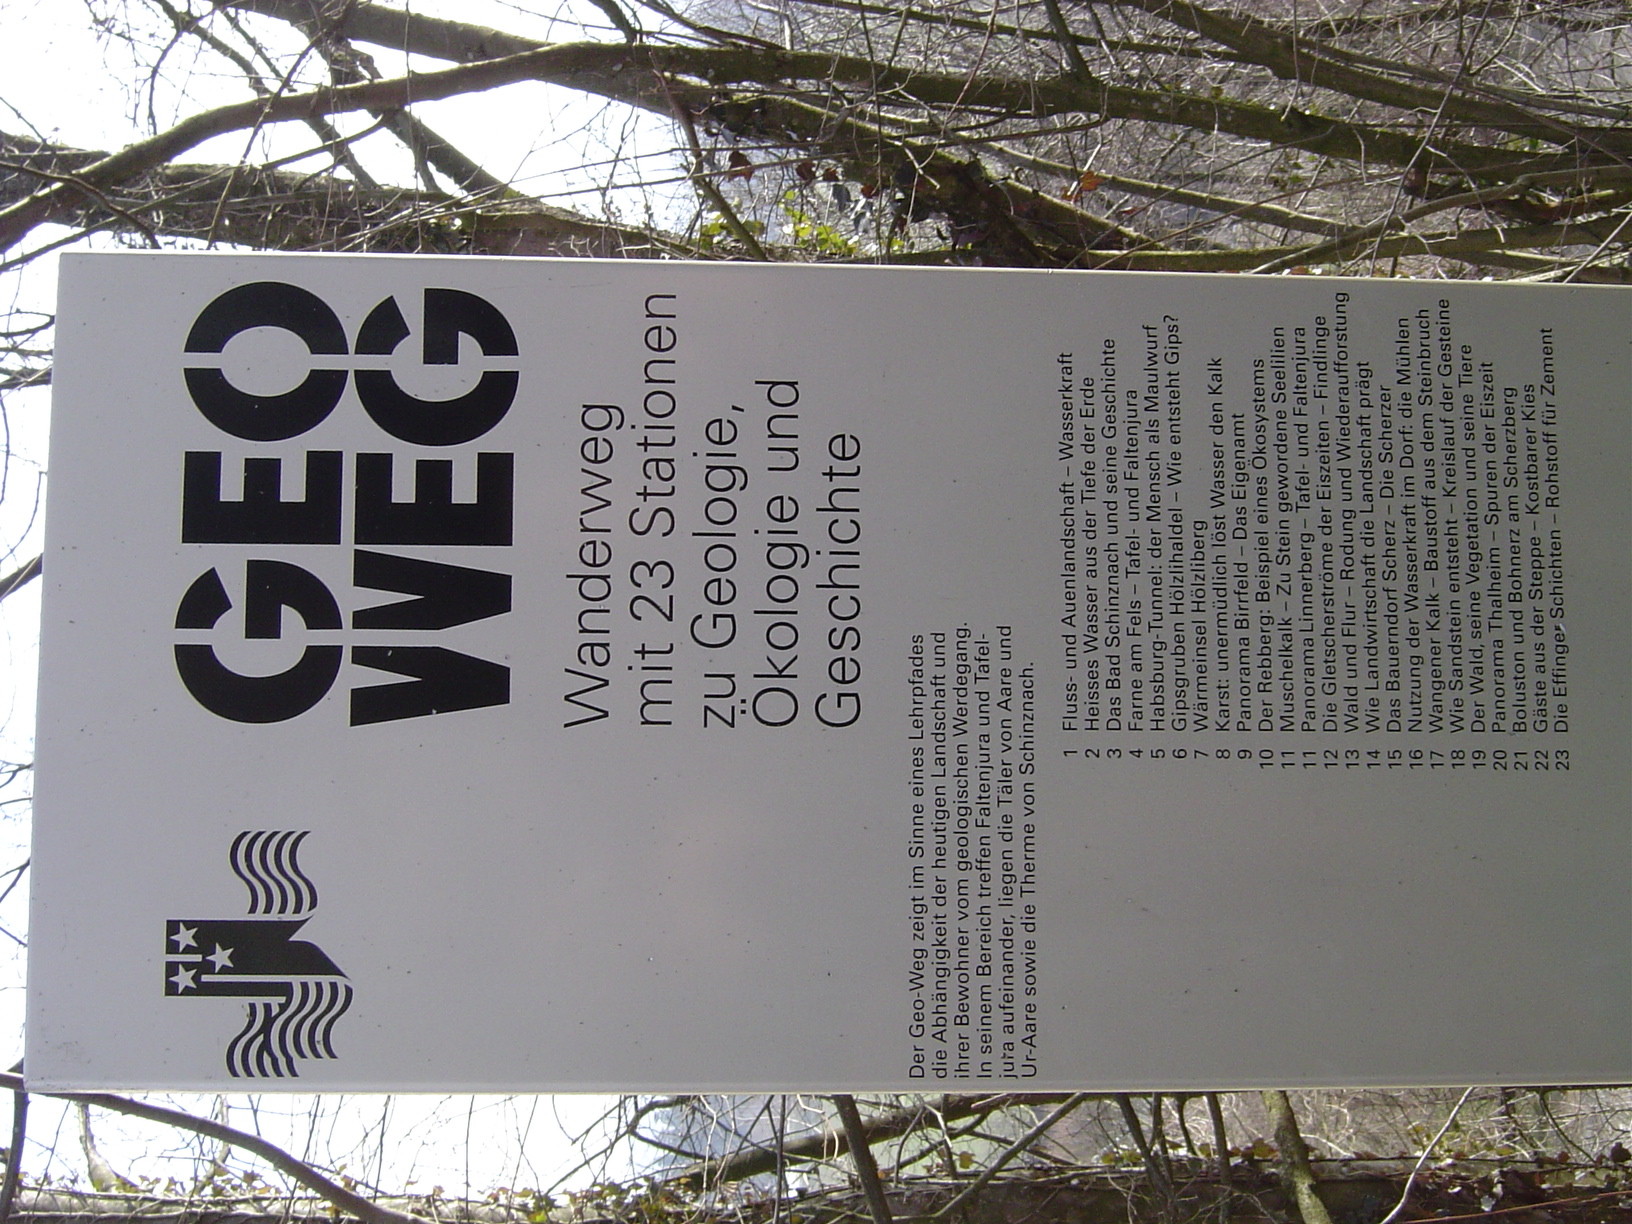 GEO
WEG
Wanderweg
mit 23 Stationen
zu Geologie,
Ökologie und
Geschichte
Der Geo-Weg zeigt im Sinne eines Lehrpfades
die Abhängigkeit der heutigen Landschaft und
ihrer Bewohner vom geologischen Werdegang.
In seinem Bereich treffen Faltenjura und Tafel-
jura aufeinander, liegen die Täler von Aare und
Ur-Aare sowie die Therme von Schinznach.
1 Fluss- und Auenlandschaft – Wasserkraft
2 Heisses Wasser aus der Tiefe der Erde
3 Das Bad Schinznach und seine Geschichte
4 Farne am Fels – Tafel- und Faltenjura
5 Habsburg-Tunnel: der Mensch als Maulwurf
6 Gipsgruben Hölzlihaldel – Wie entsteht Gips?
7 Wärmeinsel Hölzliberg
8 Karst: unermüdlich löst Wasser den Kalk
9 Panorama Birrfeld – Das Eigenamt
10 Der Rebberg: Beispiel eines Ökosystems
11 Muschelkalk – Zu Stein gewordene Seelilien
11 Panorama Linnerberg – Tafel- und Faltenjura
12 Die Gletscherströme der Eiszeiten – Findlinge
13 Wald und Flur – Rodung und Wiederaufforstung
14 Wie Landwirtschaft die Landschaft prägt
15 Das Bauerndorf Scherz – Die Scherzer
16 Nutzung der Wasserkraft im Dorf: die Mühlen
17 Wangener Kalk – Baustoff aus dem Steinbruch
18 Wie Sandstein entsteht – Kreislauf der Gesteine
19 Der Wald, seine Vegetation und seine Tiere
20 Panorama Thalheim – Spuren der Eiszeit
21 Boluston und Bohnerz am Scherzberg
22 Gäste aus der Steppe – Kostbarer Kies
23 Die Effinger Schichten – Rohstoff für Zement